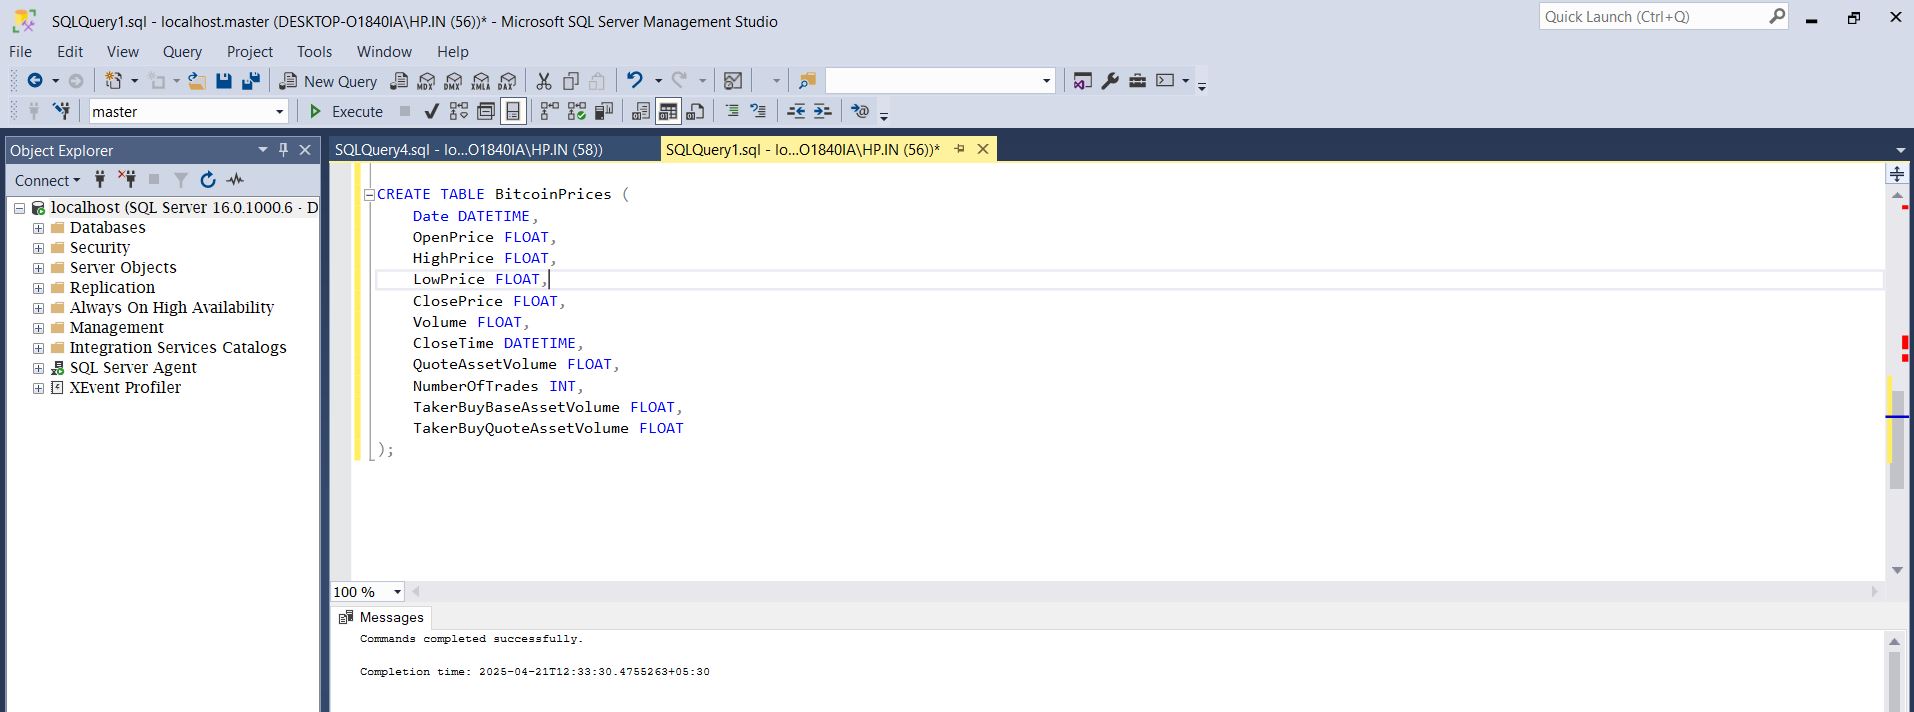 SQLQuery1.sql - localhost.master (DESKTOP-O1840IA\HP.IN (56))* - Microsoft SQL Server Management Studio
Quick Launch (Ctrl+Q)
File Edit View Query Project Tools Window Help
New Query MDX DMX XMLA DAX
master Execute
Object Explorer
Connect
localhost (SQL Server 16.0.1000.6 - D
Databases
Security
Server Objects
Replication
Always On High Availability
Management
Integration Services Catalogs
SQL Server Agent
XEvent Profiler
SQLQuery4.sql - lo...O1840IA\HP.IN (58))
SQLQuery1.sql - lo...O1840IA\HP.IN (56))*
CREATE TABLE BitcoinPrices (
Date DATETIME,
OpenPrice FLOAT,
HighPrice FLOAT,
LowPrice FLOAT,
ClosePrice FLOAT,
Volume FLOAT,
CloseTime DATETIME,
QuoteAssetVolume FLOAT,
NumberOfTrades INT,
TakerBuyBaseAssetVolume FLOAT,
TakerBuyQuoteAssetVolume FLOAT
);
100 %
Messages
Commands completed successfully.
Completion time: 2025-04-21T12:33:30.4755263+05:30